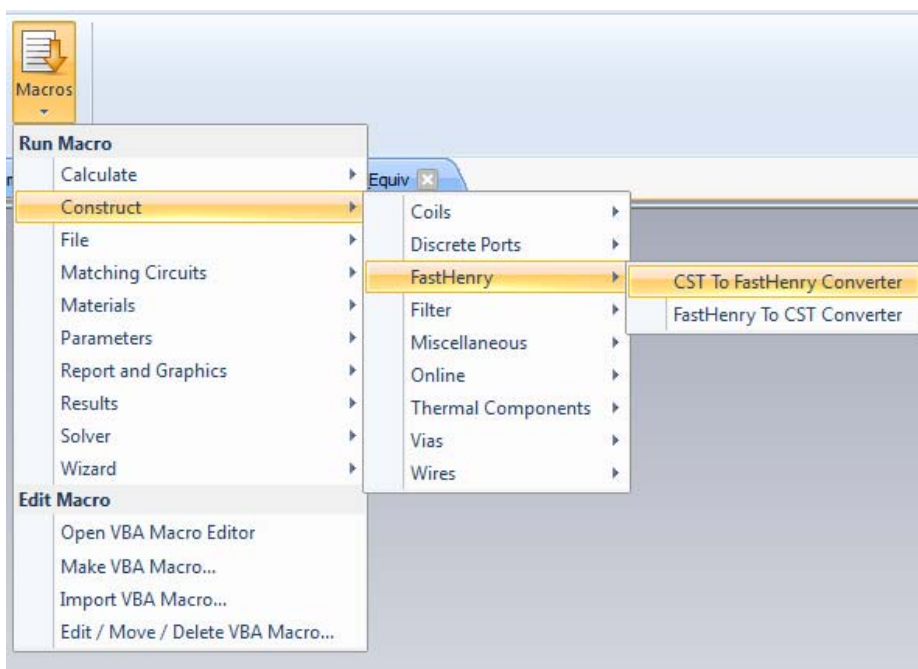 Macros
Run Macro
Calculate
Equiv
Construct
Coils
File
Discrete Ports
Matching Circuits
FastHenry
CST To FastHenry Converter
Materials
Filter
FastHenry To CST Converter
Parameters
Miscellaneous
Report and Graphics
Online
Results
Thermal Components
Solver
Vias
Wizard
Wires
Edit Macro
Open VBA Macro Editor
Make VBA Macro...
Import VBA Macro...
Edit / Move / Delete VBA Macro...